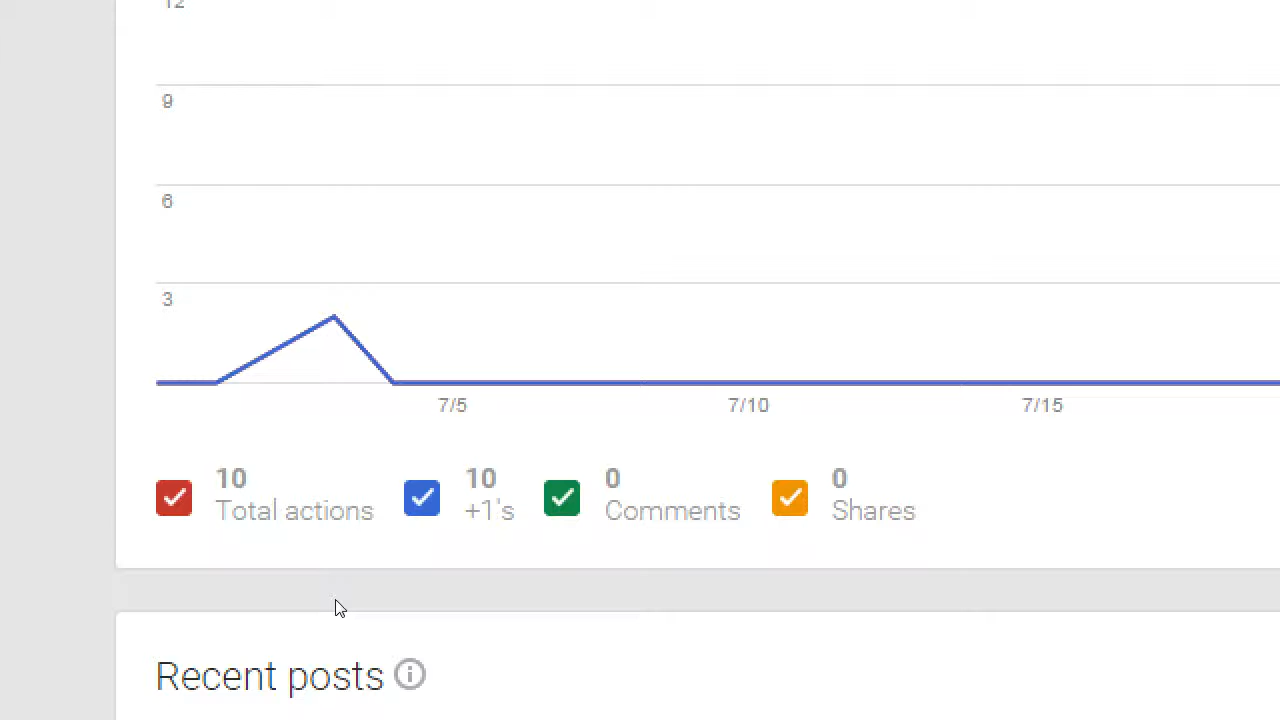 12
9
6
3
7/5 7/10 7/15
10 10 0 0
Total actions +1's Comments Shares
Recent posts